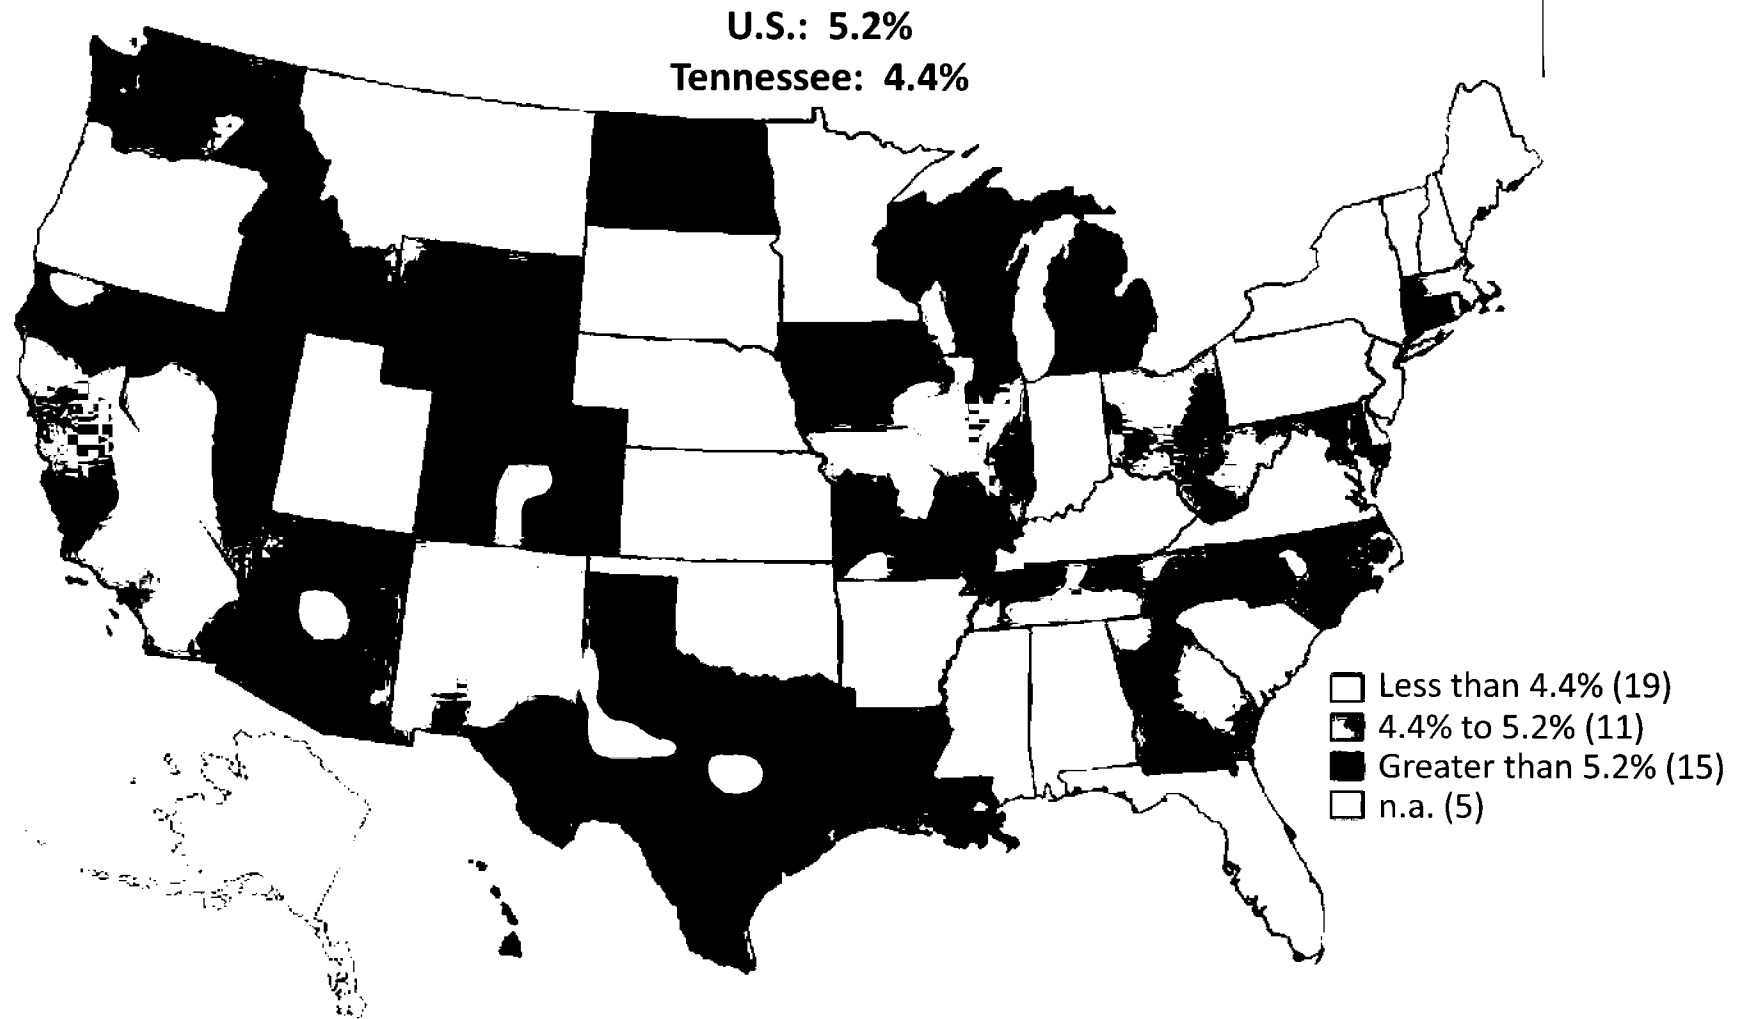 U.S.: 5.2%
Tennessee: 4.4%
Less than 4.4% (19)
4.4% to 5.2% (11)
Greater than 5.2% (15)
n.a. (5)